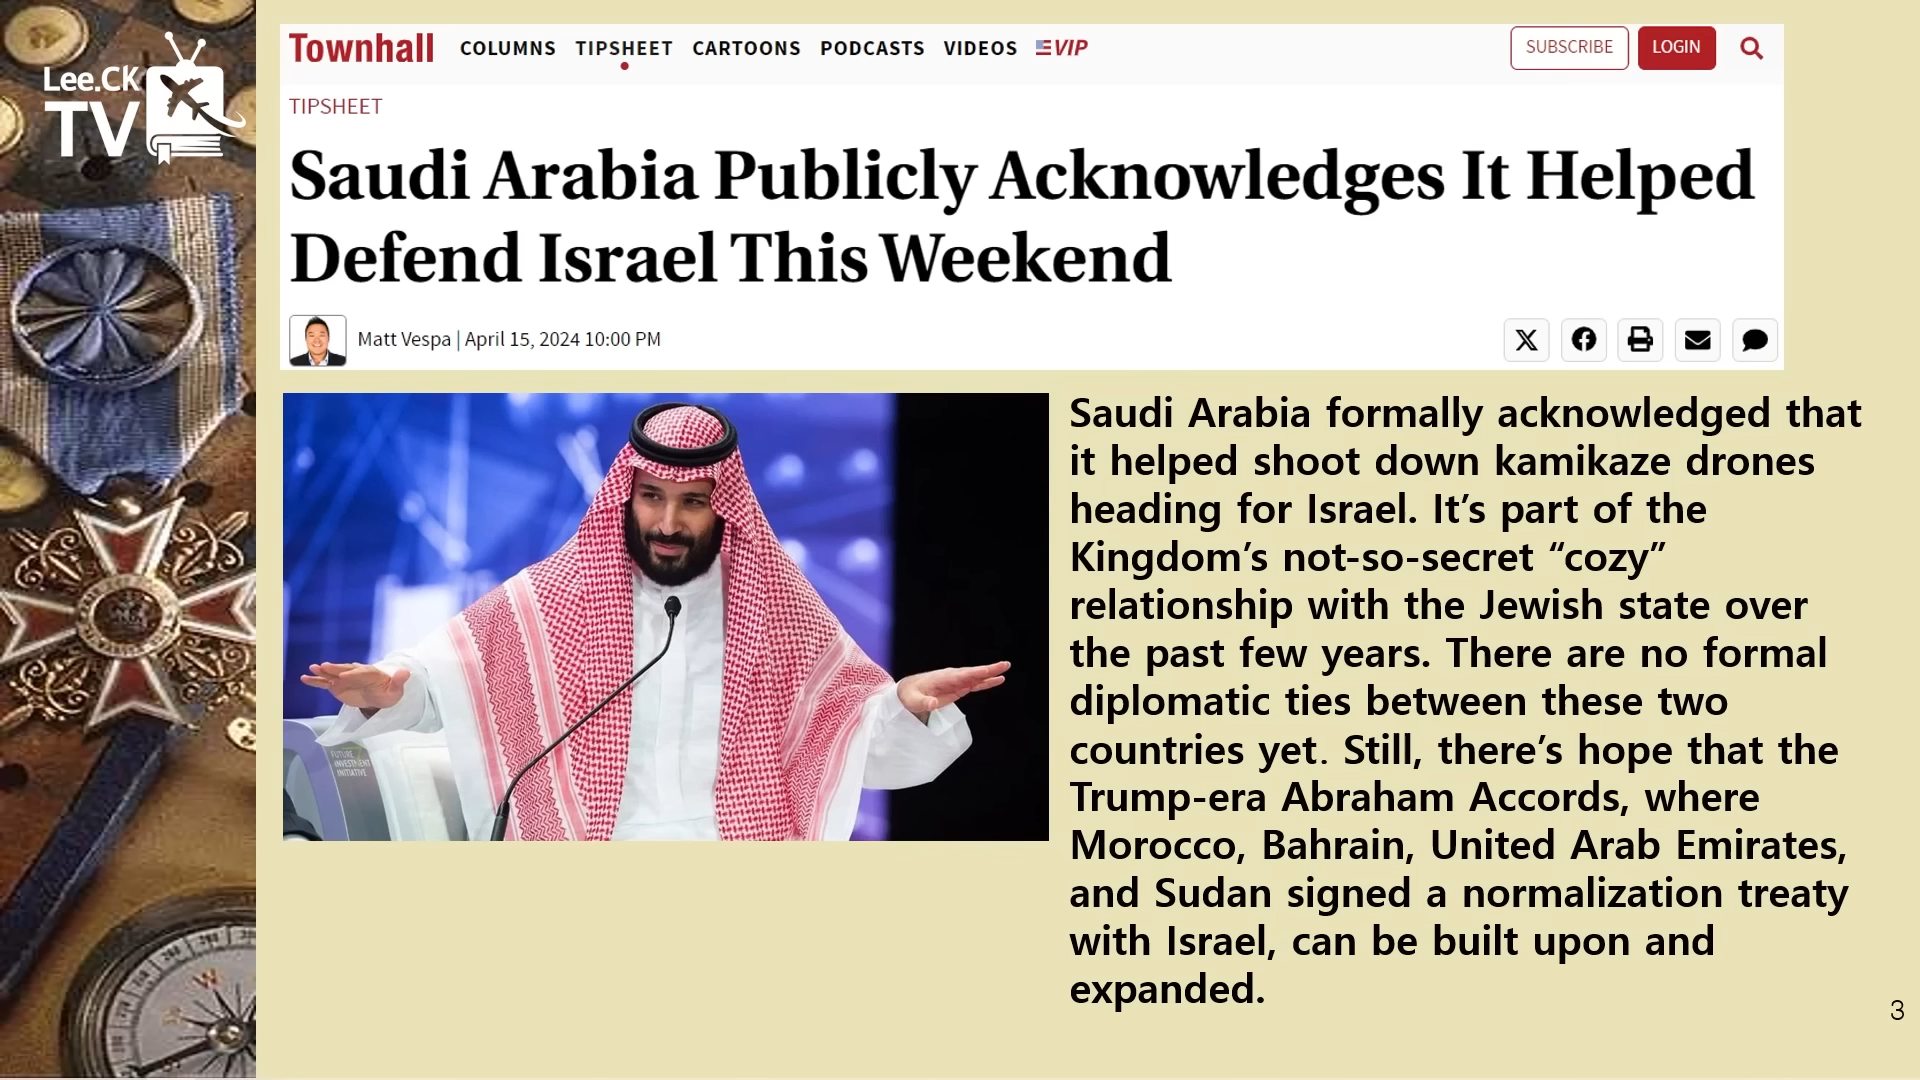 Lee.CK
TV
Townhall COLUMNS TIPSHEET CARTOONS PODCASTS VIDEOS VIP SUBSCRIBE LOGIN
TIPSHEET
Saudi Arabia Publicly Acknowledges It Helped
Defend Israel This Weekend
Matt Vespa | April 15, 2024 10:00 PM
FUTURE
INVESTMENT
INITIATIVE
Saudi Arabia formally acknowledged that
it helped shoot down kamikaze drones
heading for Israel. It’s part of the
Kingdom’s not-so-secret “cozy”
relationship with the Jewish state over
the past few years. There are no formal
diplomatic ties between these two
countries yet. Still, there’s hope that the
Trump-era Abraham Accords, where
Morocco, Bahrain, United Arab Emirates,
and Sudan signed a normalization treaty
with Israel, can be built upon and
expanded.
3